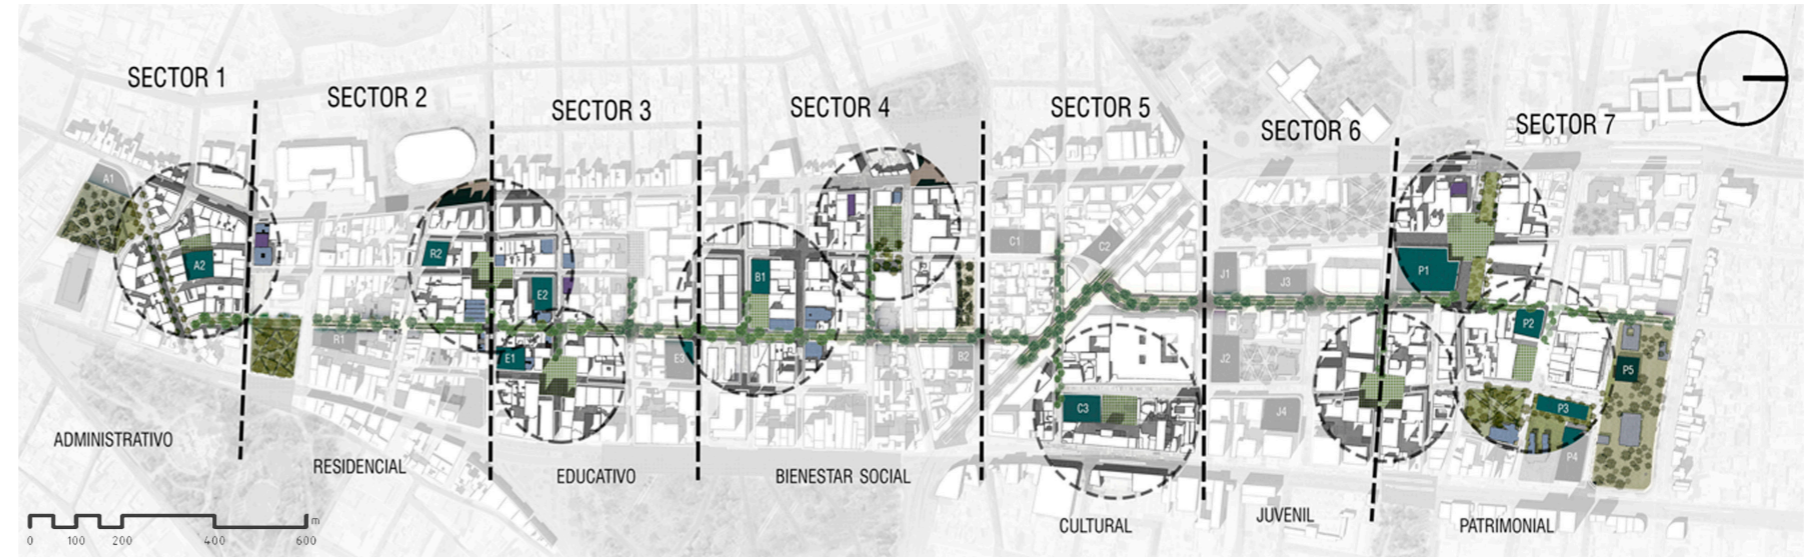 SECTOR 1
SECTOR 2
SECTOR 3
SECTOR 4
SECTOR 5
SECTOR 6
SECTOR 7
A1
A2
R2
R1
E2
E1
E3
B1
B2
C1
C2
C3
J1
J3
J2
J4
P1
P2
P5
P3
P4
ADMINISTRATIVO
RESIDENCIAL
EDUCATIVO
BIENESTAR SOCIAL
CULTURAL
JUVENIL
PATRIMONIAL
m
0 100 200 400 600